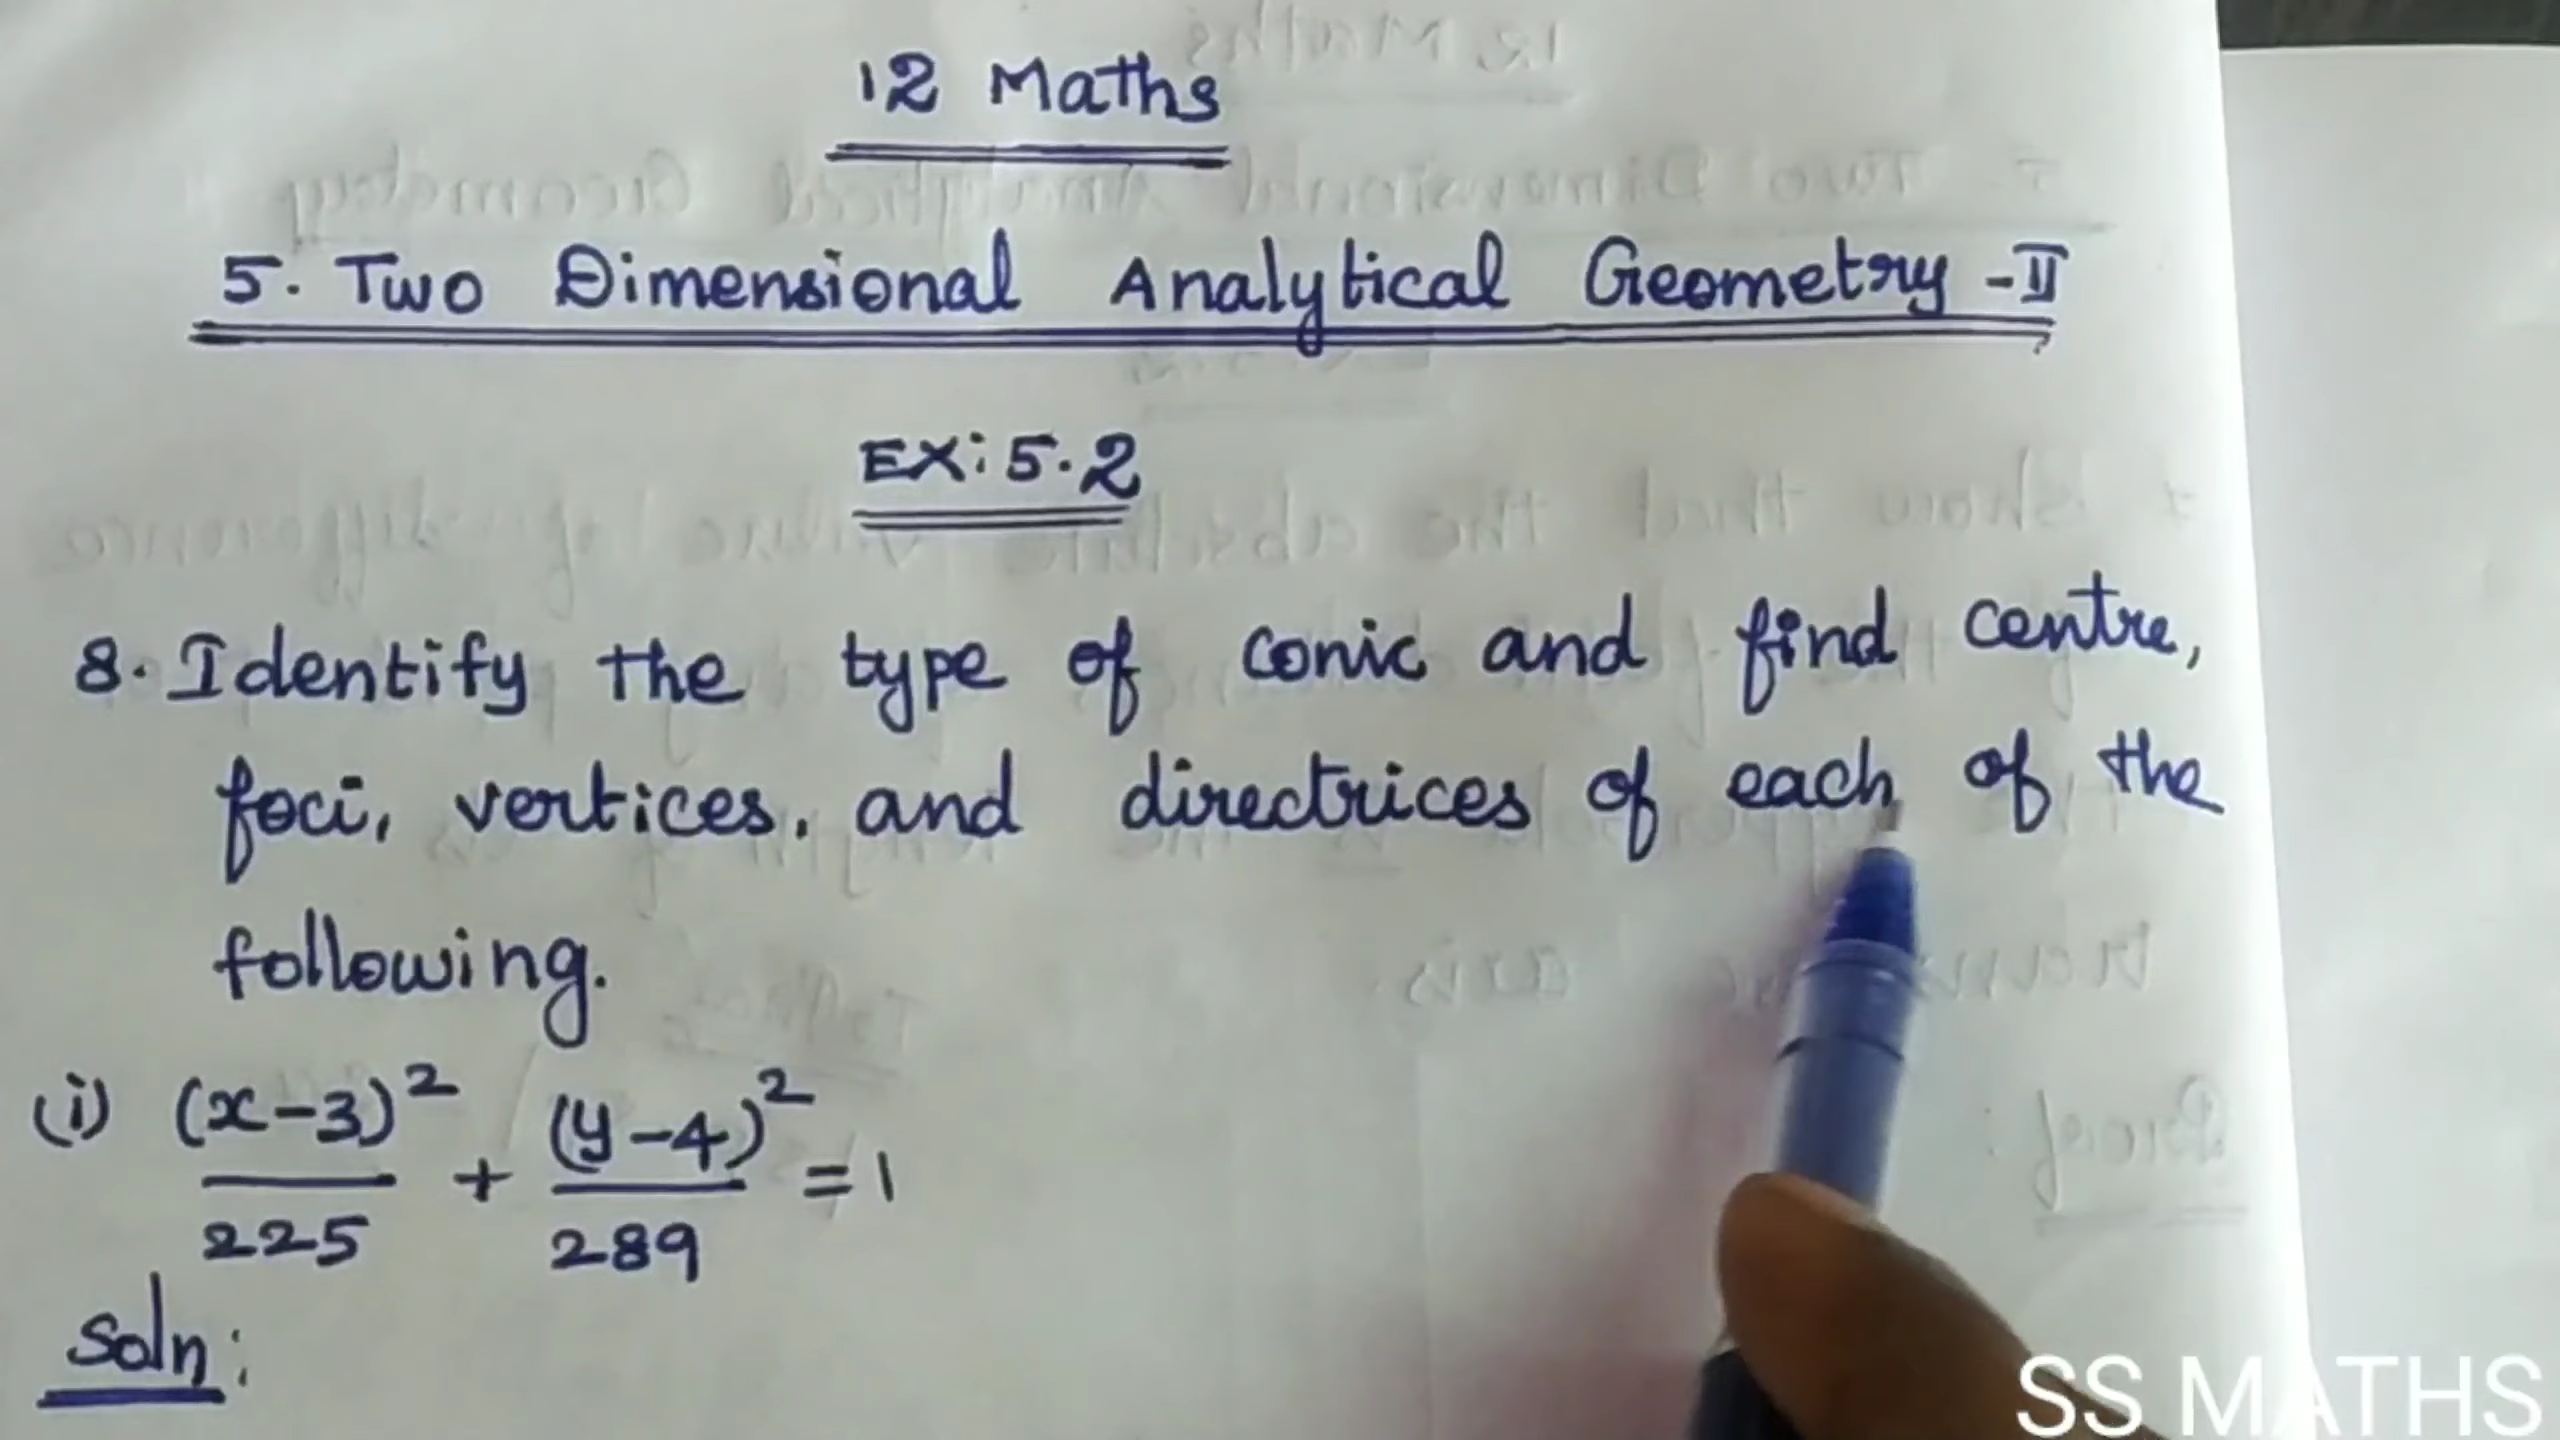 12 Maths
5. Two Dimensional Analytical Geometry - II
EX: 5.2
8. Identify the type of conic and find centre,
foci, vertices, and directrices of each of the
following.
(i) (x-3)²/225 + (y-4)²/289 = 1
Soln:
SS MATHS